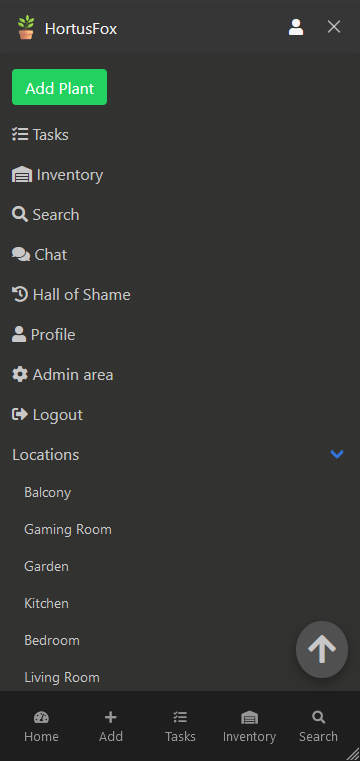 HortusFox
Add Plant
Tasks
Inventory
Search
Chat
Hall of Shame
Profile
Admin area
Logout
Locations
Balcony
Gaming Room
Garden
Kitchen
Bedroom
Living Room
Home Add Tasks Inventory Search